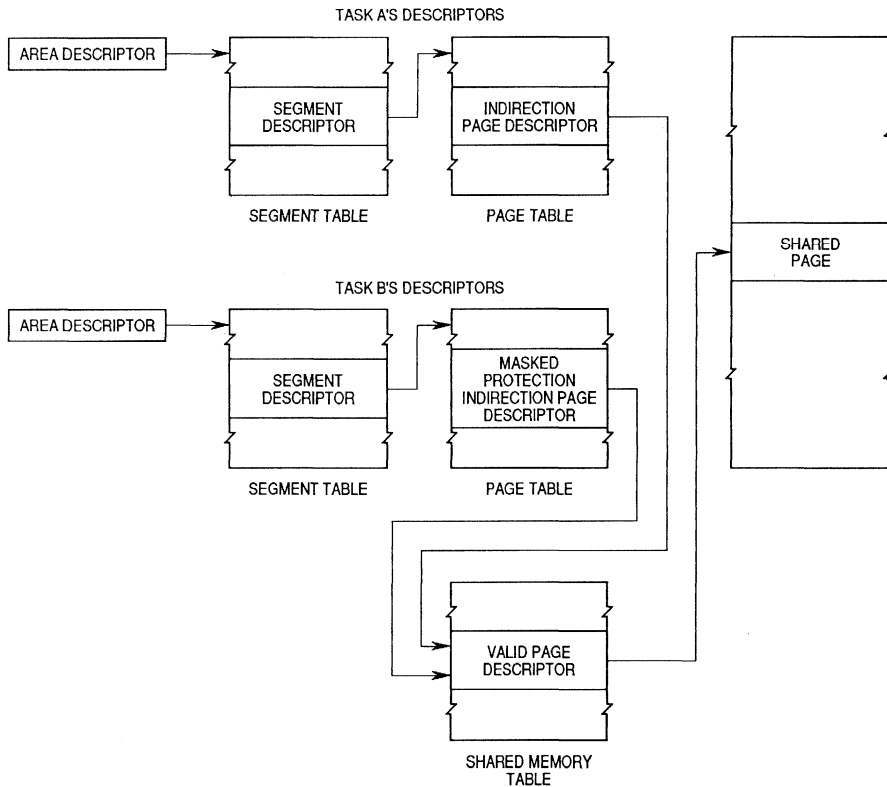 TASK A'S DESCRIPTORS
AREA DESCRIPTOR
SEGMENT
DESCRIPTOR
INDIRECTION
PAGE DESCRIPTOR
SEGMENT TABLE
PAGE TABLE
SHARED
PAGE
TASK B'S DESCRIPTORS
AREA DESCRIPTOR
SEGMENT
DESCRIPTOR
MASKED
PROTECTION
INDIRECTION PAGE
DESCRIPTOR
SEGMENT TABLE
PAGE TABLE
VALID PAGE
DESCRIPTOR
SHARED MEMORY
TABLE